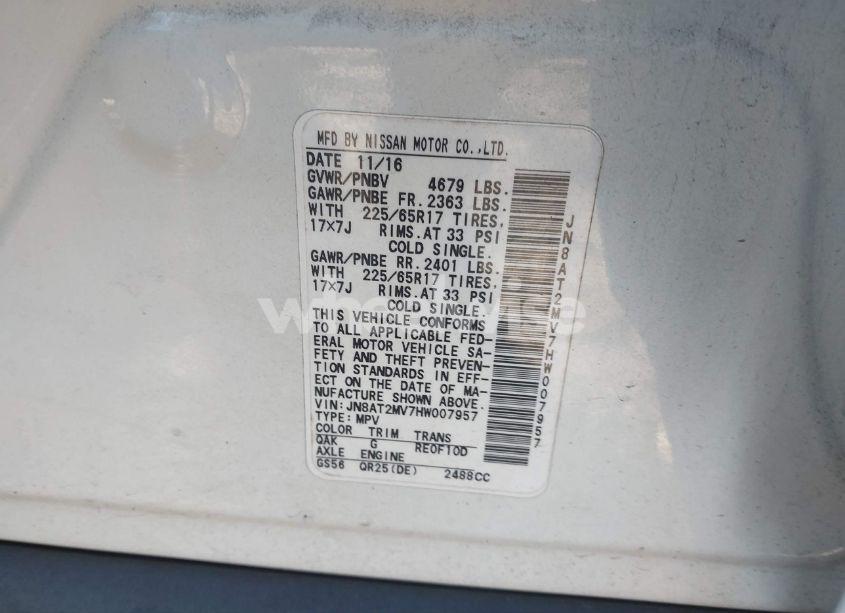 MFD BY NISSAN MOTOR CO.,LTD.
DATE 11/16
GVWR/PNBV 4679 LBS.
GAWR/PNBE FR. 2363 LBS.
WITH 225/65R17 TIRES,
17×7J RIMS.AT 33 PSI
COLD SINGLE.
GAWR/PNBE RR. 2401 LBS.
WITH 225/65R17 TIRES,
17×7J RIMS.AT 33 PSI
COLD SINGLE.
THIS VEHICLE CONFORMS
TO ALL APPLICABLE FED-
ERAL MOTOR VEHICLE SA-
FETY AND THEFT PREVEN-
TION STANDARDS IN EFF-
ECT ON THE DATE OF MA-
NUFACTURE SHOWN ABOVE.
VIN:JN8AT2MV7HW007957
TYPE:MPV
COLOR TRIM TRANS
QAK G RE0F10D
AXLE ENGINE
GS56 QR25(DE) 2488CC
JN8AT2MV7HW007957